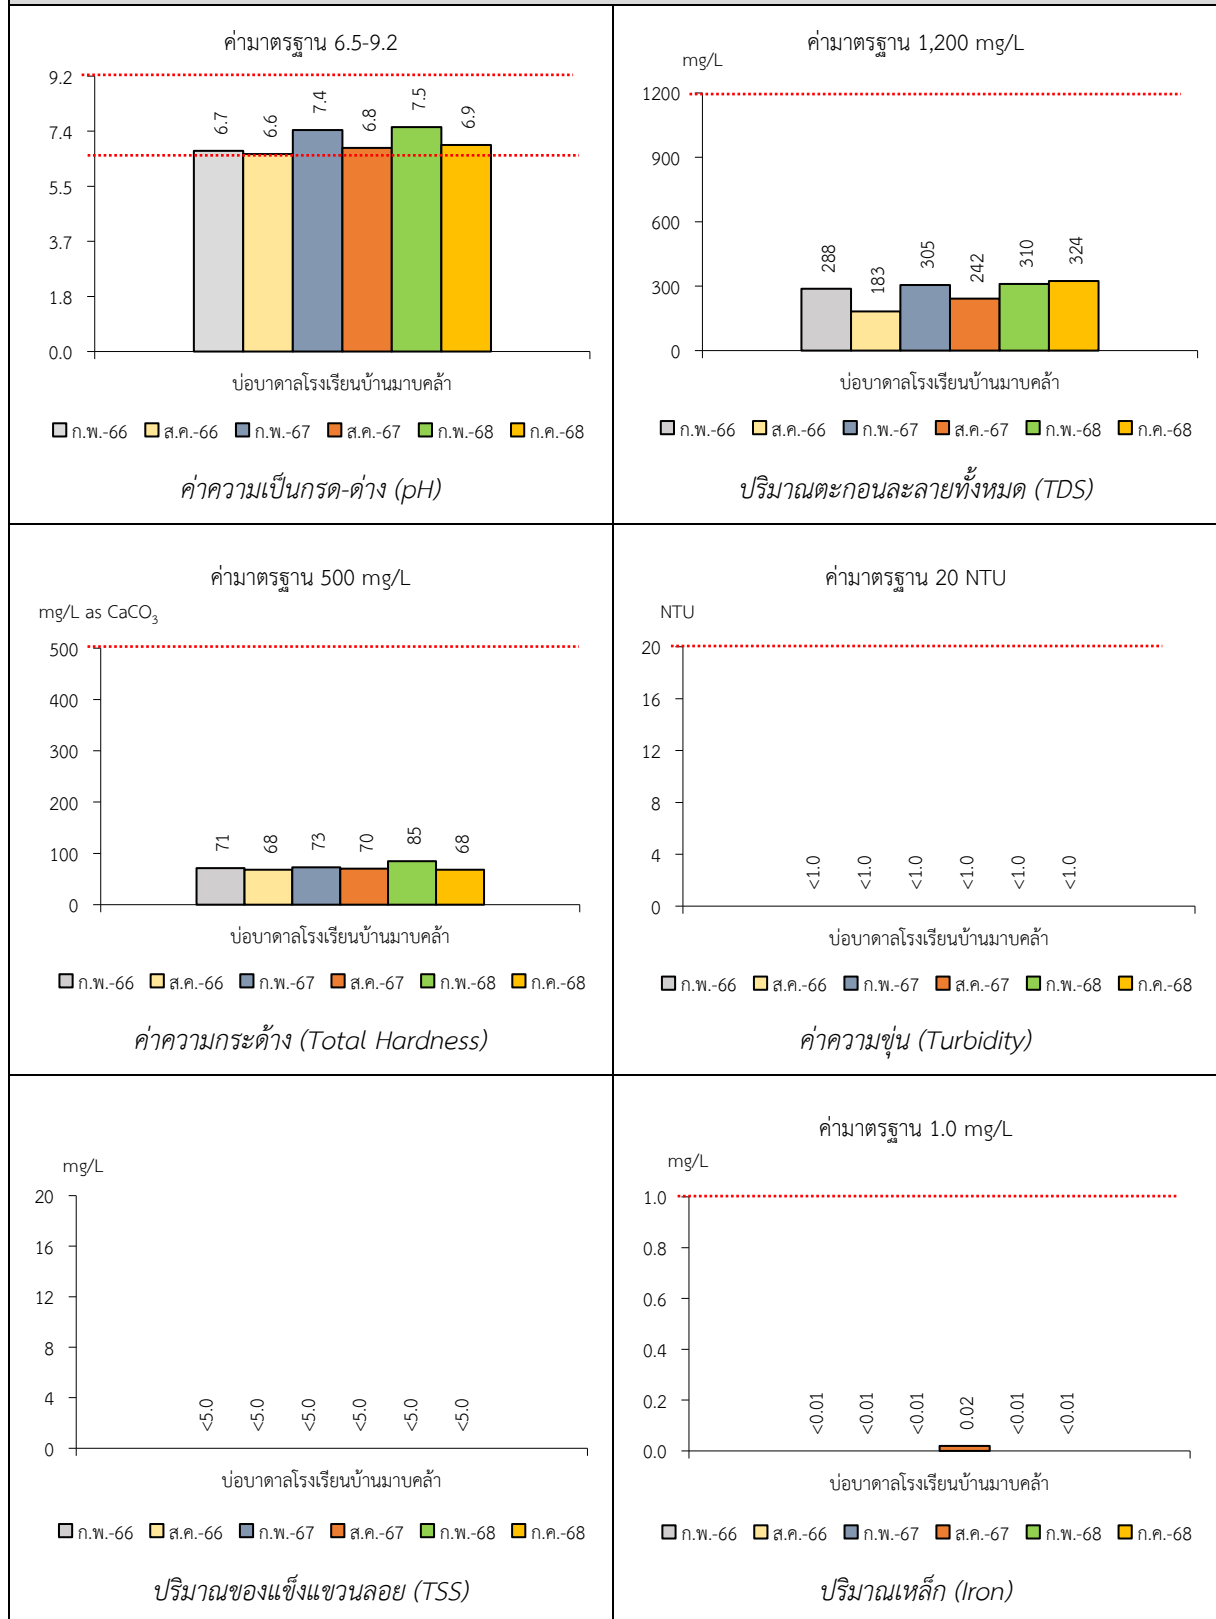 ค่ามาตรฐาน 6.5-9.2
9.2
7.4
5.5
3.7
1.8
0.0
6.7
6.6
7.4
6.8
7.5
6.9
บ่อบาดาลโรงเรียนบ้านมาบคล้า
ก.พ.-66 ส.ค.-66 ก.พ.-67 ส.ค.-67 ก.พ.-68 ก.ค.-68
ค่าความเป็นกรด-ด่าง (pH)
ค่ามาตรฐาน 1,200 mg/L
mg/L
1200
900
600
300
0
288
183
305
242
310
324
บ่อบาดาลโรงเรียนบ้านมาบคล้า
ก.พ.-66 ส.ค.-66 ก.พ.-67 ส.ค.-67 ก.พ.-68 ก.ค.-68
ปริมาณตะกอนละลายทั้งหมด (TDS)
ค่ามาตรฐาน 500 mg/L
mg/L as CaCO₃
500
400
300
200
100
0
71
68
73
70
85
68
บ่อบาดาลโรงเรียนบ้านมาบคล้า
ก.พ.-66 ส.ค.-66 ก.พ.-67 ส.ค.-67 ก.พ.-68 ก.ค.-68
ค่าความกระด้าง (Total Hardness)
ค่ามาตรฐาน 20 NTU
NTU
20
16
12
8
4
0
<1.0
<1.0
<1.0
<1.0
<1.0
<1.0
บ่อบาดาลโรงเรียนบ้านมาบคล้า
ก.พ.-66 ส.ค.-66 ก.พ.-67 ส.ค.-67 ก.พ.-68 ก.ค.-68
ค่าความขุ่น (Turbidity)
mg/L
20
16
12
8
4
0
<5.0
<5.0
<5.0
<5.0
<5.0
<5.0
บ่อบาดาลโรงเรียนบ้านมาบคล้า
ก.พ.-66 ส.ค.-66 ก.พ.-67 ส.ค.-67 ก.พ.-68 ก.ค.-68
ปริมาณของแข็งแขวนลอย (TSS)
ค่ามาตรฐาน 1.0 mg/L
mg/L
1.0
0.8
0.6
0.4
0.2
0.0
<0.01
<0.01
<0.01
0.02
<0.01
<0.01
บ่อบาดาลโรงเรียนบ้านมาบคล้า
ก.พ.-66 ส.ค.-66 ก.พ.-67 ส.ค.-67 ก.พ.-68 ก.ค.-68
ปริมาณเหล็ก (Iron)